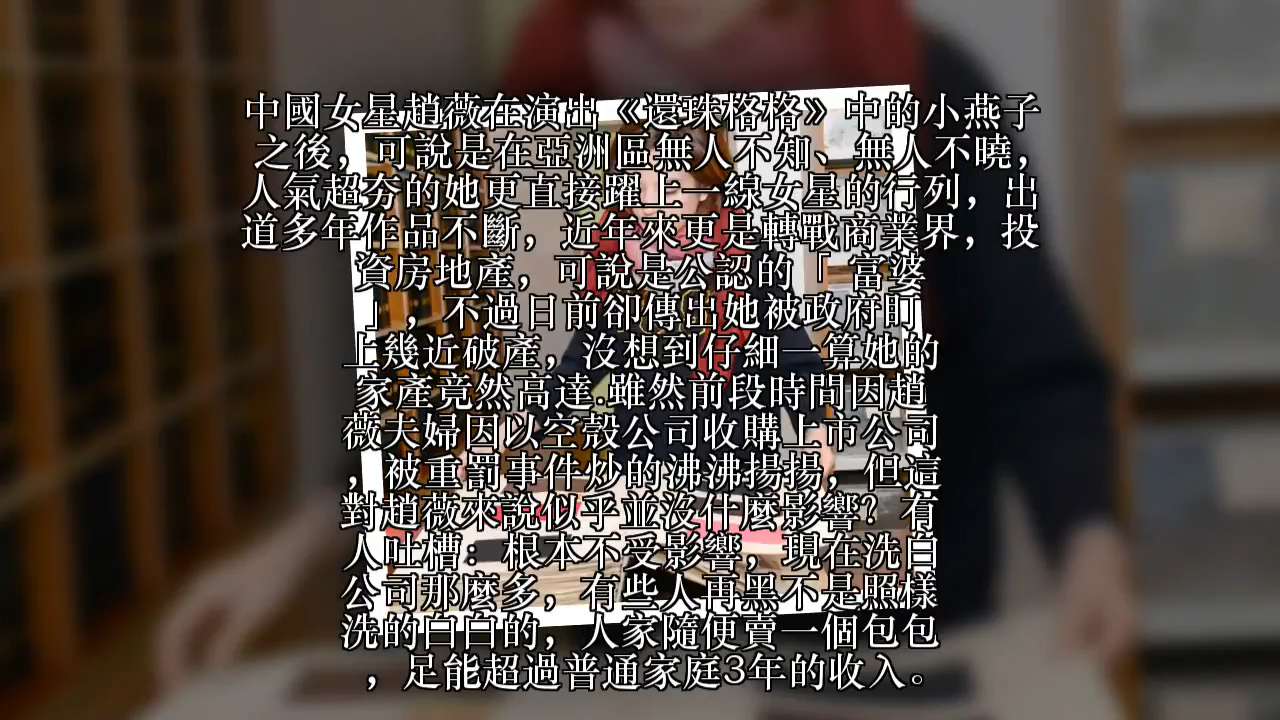 中國女星趙薇在演出《還珠格格》中的小燕子
之後，可說是在亞洲區無人不知、無人不曉，
人氣超夯的她更直接躍上一線女星的行列，出
道多年作品不斷，近年來更是轉戰商業界，投
資房地產，可說是公認的「 富婆
」，不過日前卻傳出她被政府盯
上幾近破產，沒想到仔細一算她的
家產竟然高達.雖然前段時間因趙
薇夫婦因以空殼公司收購上市公司
，被重罰事件炒的沸沸揚揚，但這
對趙薇來說似乎並沒什麼影響？有
人吐槽：根本不受影響，現在洗白
公司那麼多，有些人再黑不是照樣
洗的白白的，人家隨便賣一個包包
，足能超過普通家庭3年的收入。